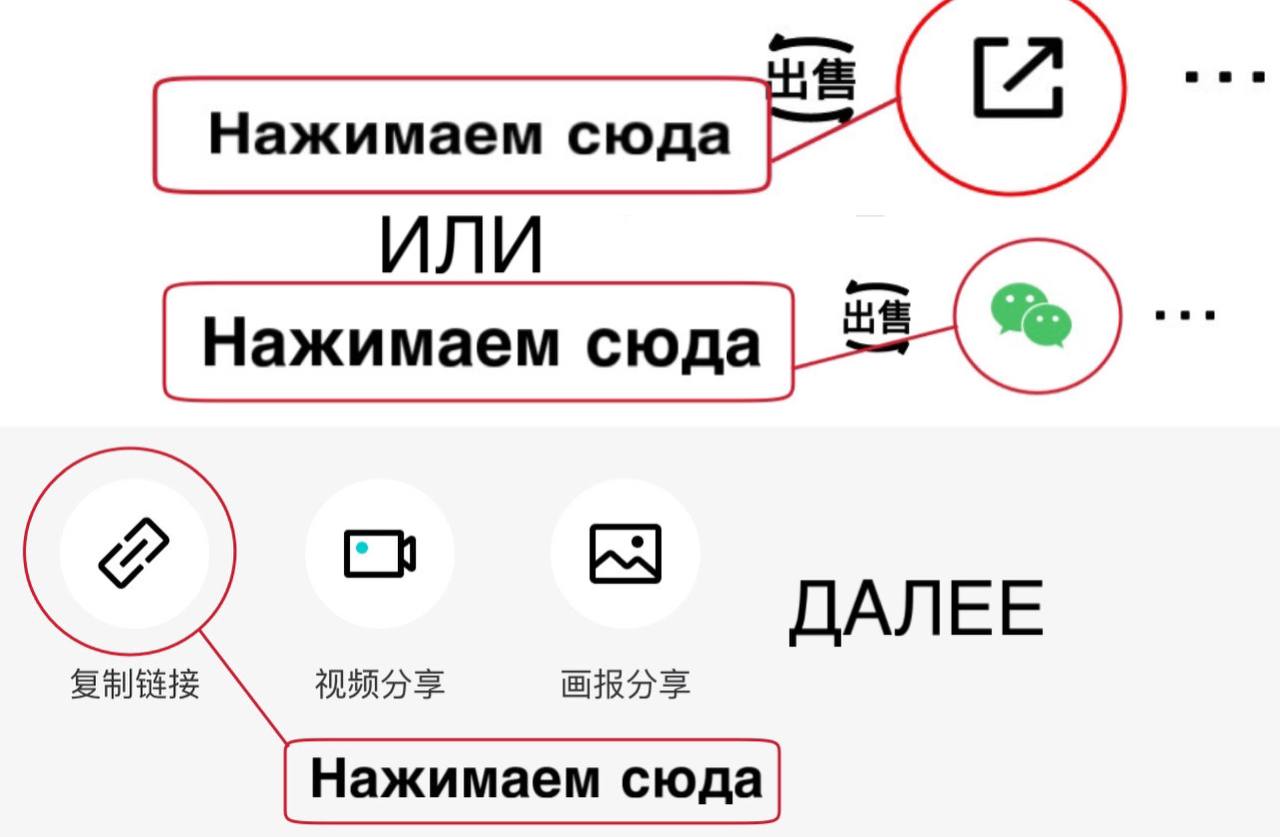 出售
Нажимаем сюда
ИЛИ
出售
Нажимаем сюда
ДАЛЕЕ
复制链接
视频分享
画报分享
Нажимаем сюда